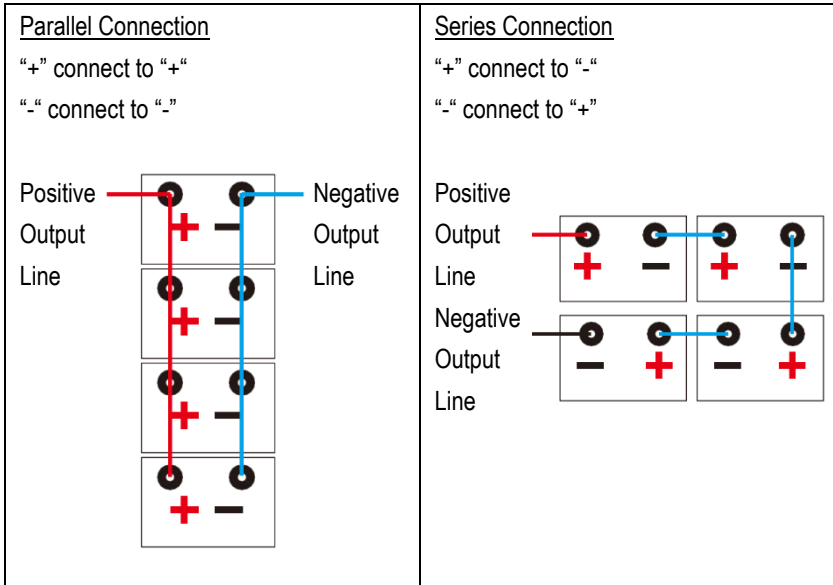 Parallel Connection
“+” connect to “+“
“-“ connect to “-”
Positive
Output
Line
Negative
Output
Line
+ −
+ −
+ −
+ −
Series Connection
“+” connect to “-“
“-“ connect to “+”
Positive
Output
Line
Negative
Output
Line
+ − + −
− + − +